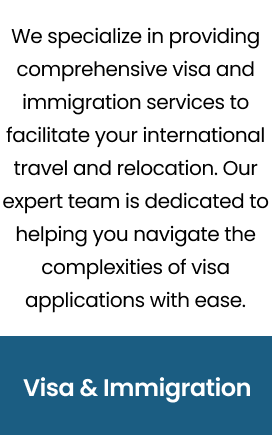 We specialize in providing
comprehensive visa and
immigration services to
facilitate your international
travel and relocation. Our
expert team is dedicated to
helping you navigate the
complexities of visa
applications with ease.
Visa & Immigration